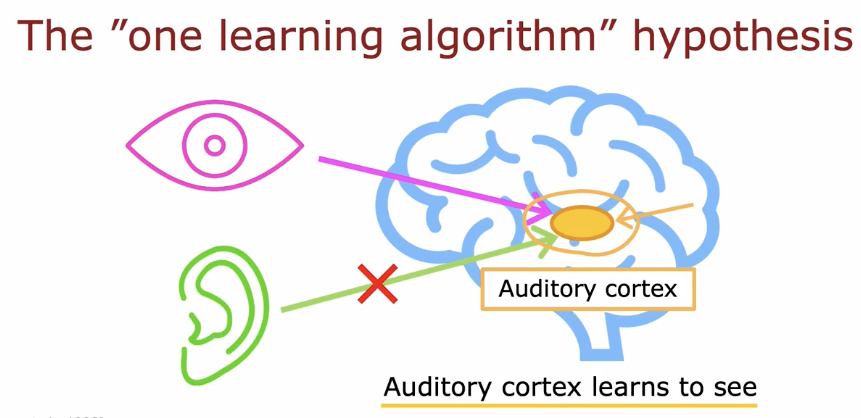 The ”one learning algorithm” hypothesis
Auditory cortex
Auditory cortex learns to see